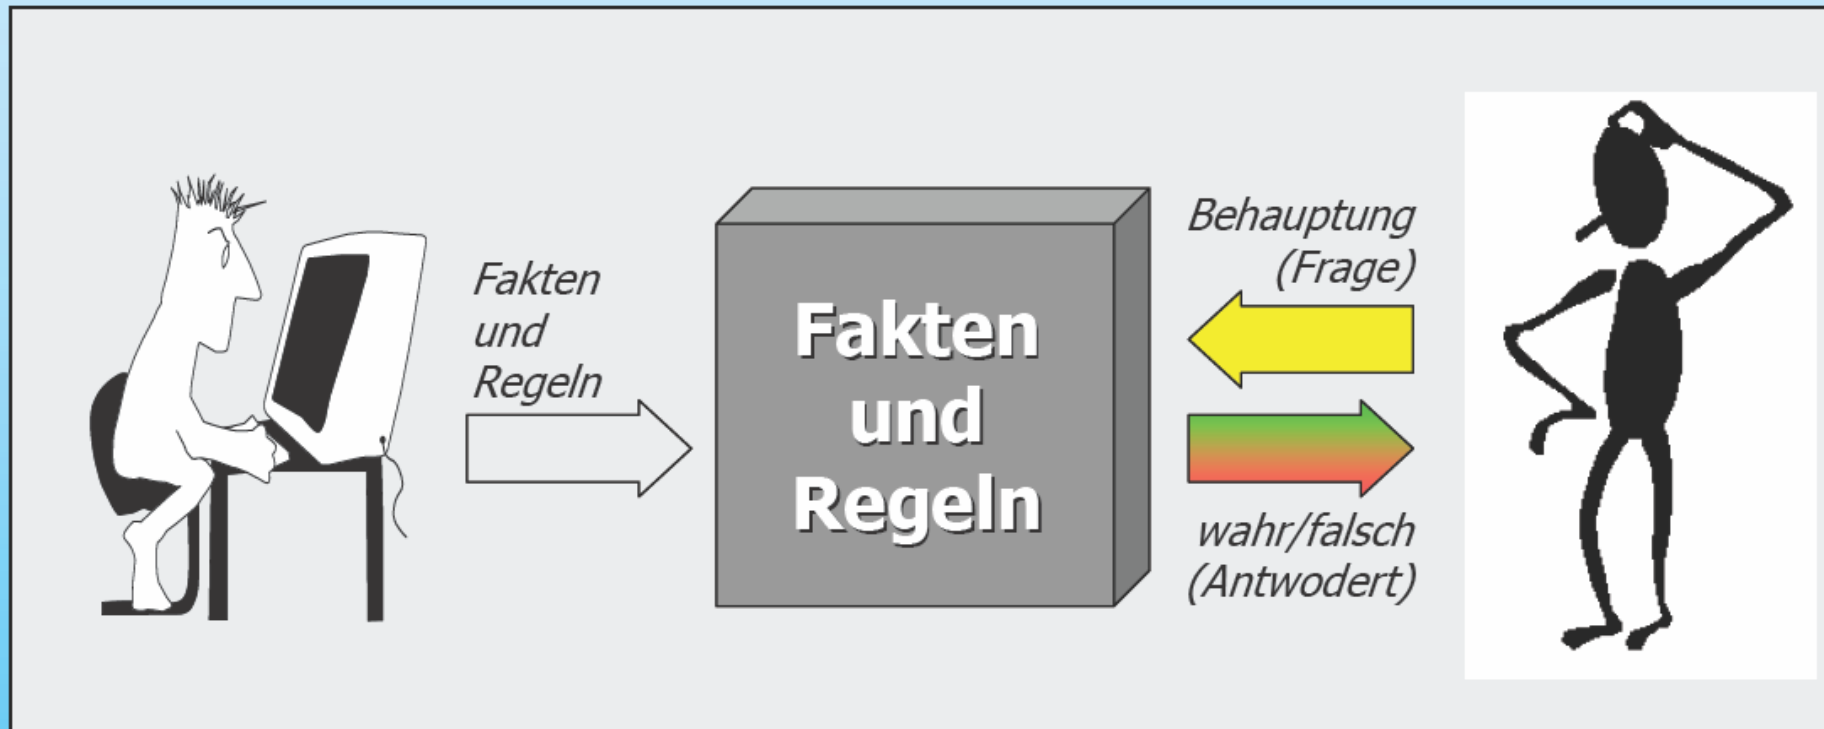 Fakten
und
Regeln
Fakten
und
Regeln
Behauptung
(Frage)
wahr/falsch
(Antwodert)